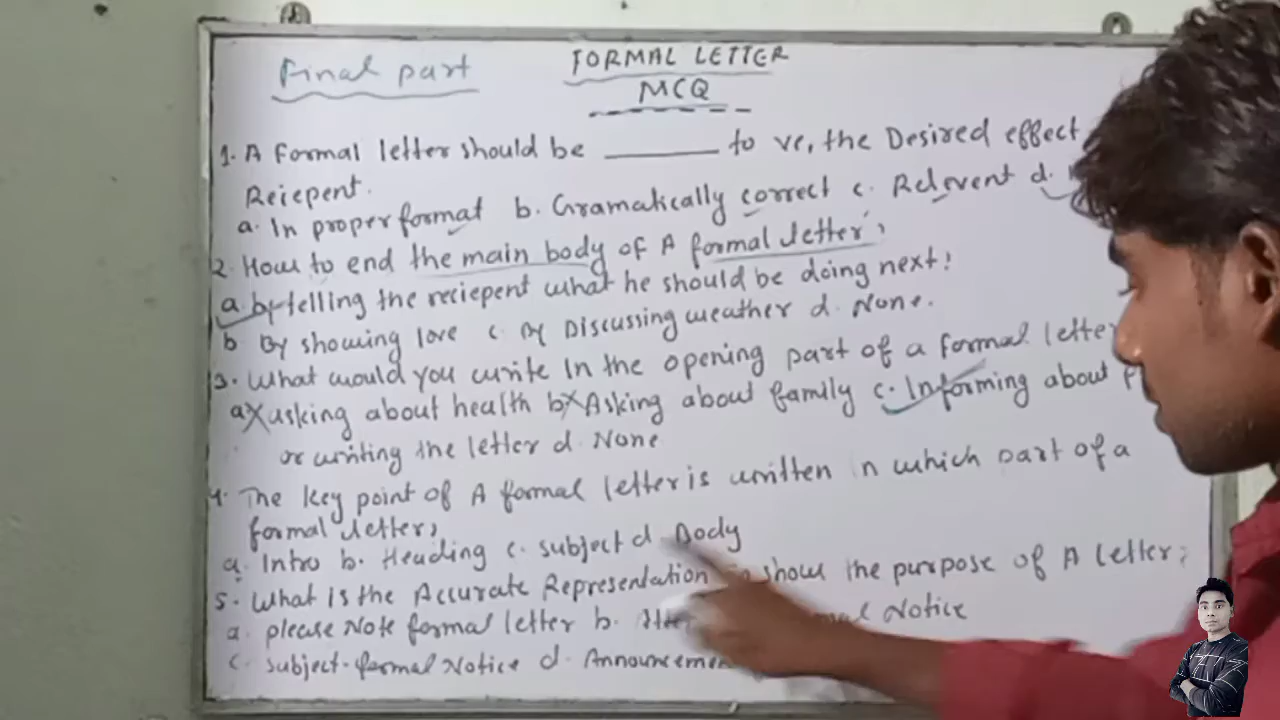 Final part
FORMAL LETTER
MCQ
1. A formal letter should be ______ to ve, the Desired effect
Reiepent.
a. In proper format b. Gramatically correct c. Relevent d.
2. How to end the main body of A formal letter;
a. by telling the reciepent what he should be doing next!
b By showing love c. By Discussing weather d. None.
3. What would you write In the opening part of a formal letter
a asking about health b Asking about family c. Informing about
or writing the letter d. None
4. The key point of A formal letter is written in which part of a
formal letter;
a. Intro b. Heading c. subject d Body
5. What is the Accurate Representation show the purpose of A Letter;
a. please Note formal letter b. Notice
c. subject-formal Notice d. Announcemen